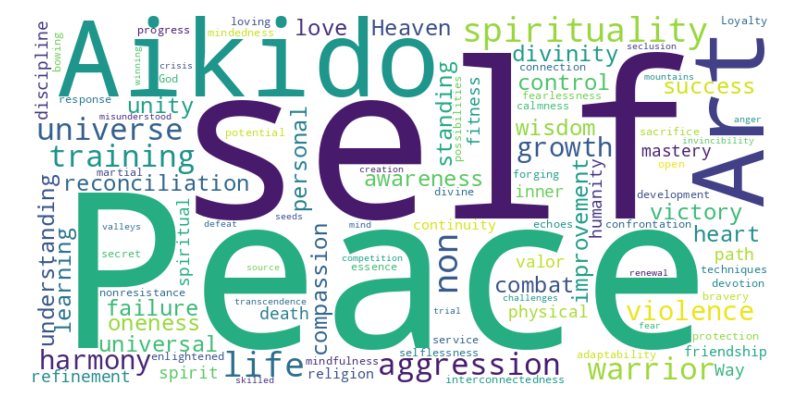 Aikido
self
Peace
Art
discipline
bowing
progress
winning
crisis
God
loving
mindedness
love
Heaven
spirituality
seclusion
Loyalty
response
misunderstood
unity
divinity
connection
control
fearlessness
calmness
mountains
success
standing
possibilities
fitness
universe
training
martial
reconciliation
potential
personal
creation
awareness
divine
wisdom
growth
sacrifice
anger
invincibility
mastery
open
forging
inner
improvement
humanity
development
understanding
learning
valleys
secret
spiritual
defeat
seeds
mind
non
continuity
echoes
confrontation
victory
heart
compassion
competition
essence
source
valor
renewal
path
techniques
devotion
nonresistance
transcendence
combat
challenges
bravery
failure
oneness
death
trial
physical
violence
fear
universal
service
selflessness
protection
harmony
enlightened
life
mindfulness
aggression
adaptability
friendship
refinement
spirit
skilled
religion
interconnectedness
warrior
Way